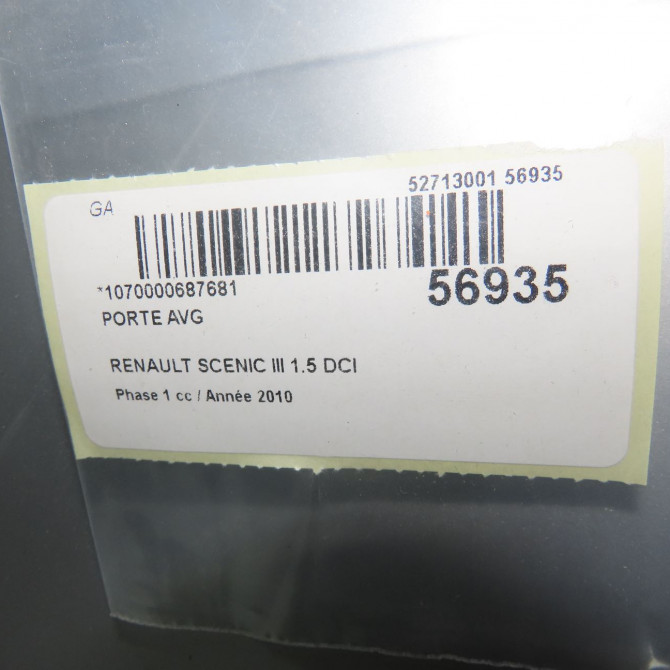 52713001 56935
GA
*1070000687681
56935
PORTE AVG
RENAULT SCENIC III 1.5 DCI
Phase 1 cc / Année 2010